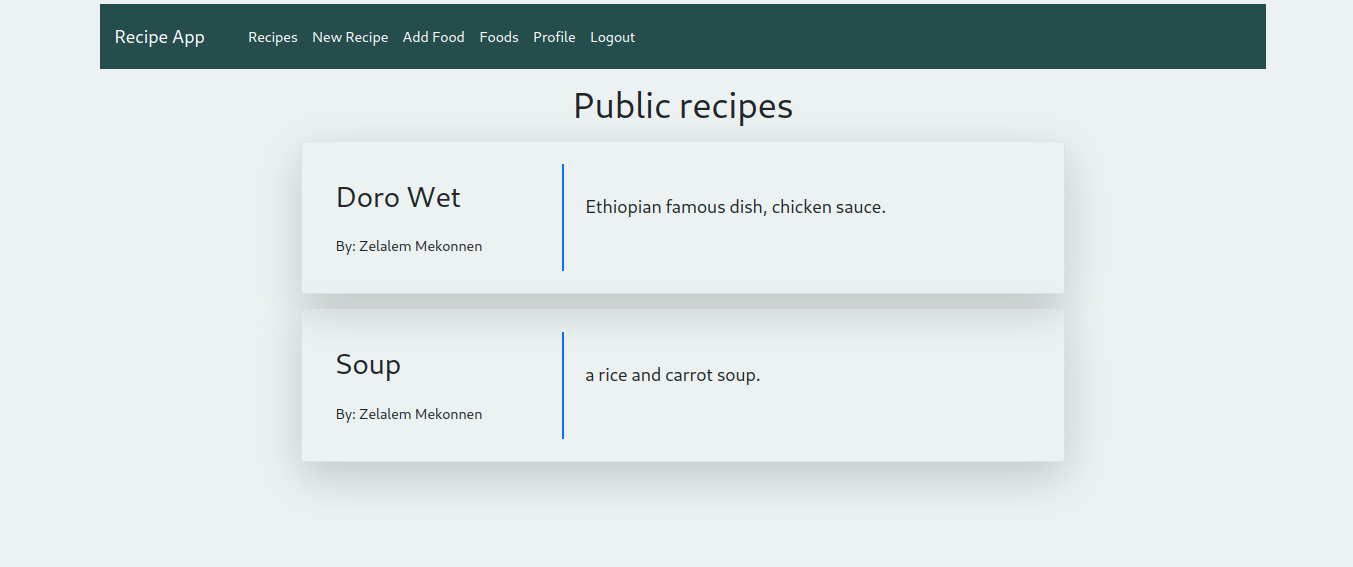 Recipe App Recipes New Recipe Add Food Foods Profile Logout
Public recipes
Doro Wet
Ethiopian famous dish, chicken sauce.
By: Zelalem Mekonnen
Soup
a rice and carrot soup.
By: Zelalem Mekonnen